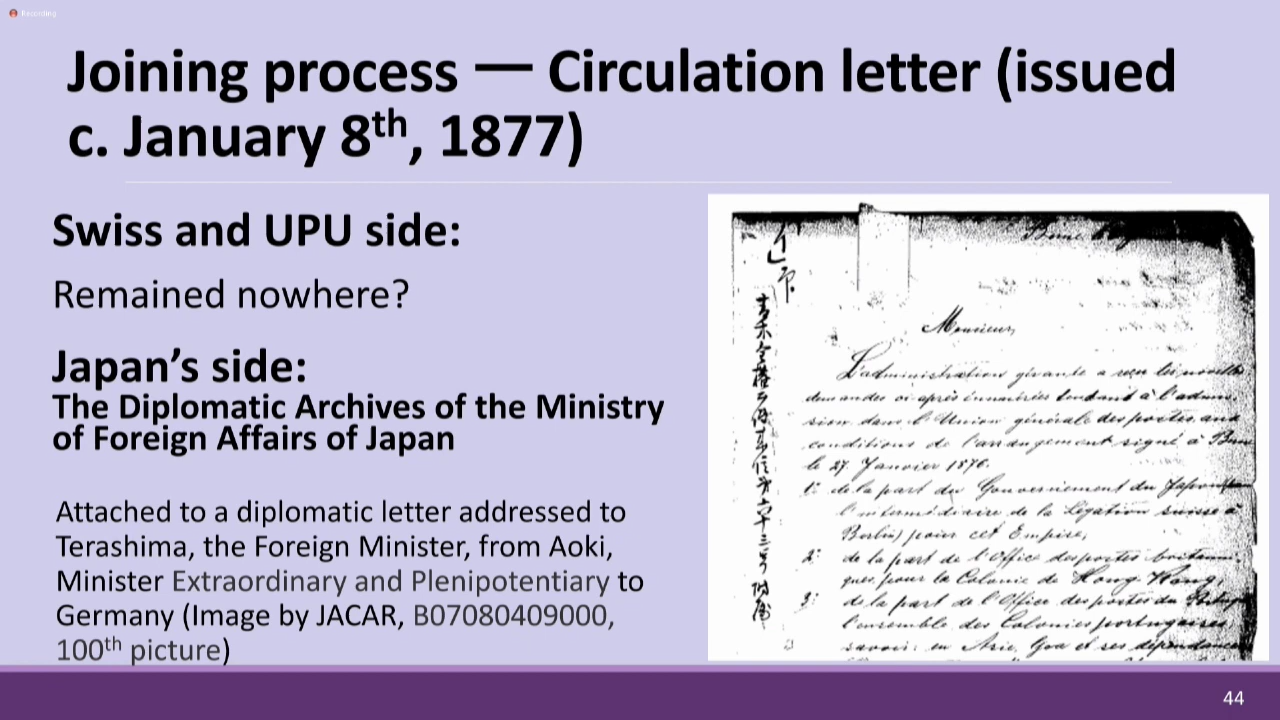 Recording
Joining process — Circulation letter (issued
c. January 8th, 1877)
Swiss and UPU side:
Remained nowhere?
Japan’s side:
The Diplomatic Archives of the Ministry
of Foreign Affairs of Japan
Attached to a diplomatic letter addressed to
Terashima, the Foreign Minister, from Aoki,
Minister Extraordinary and Plenipotentiary to
Germany (Image by JACAR, B07080409000,
100th picture)
Monsieur,
L'administration gérante a reçu les nouvelles
demandes ci après énumérées tendant à l'admis
sion dans l'Union générale des postes aux
conditions de l'arrangement signé à Berne
le 27 Janvier 1876.
1° de la part du Gouvernement du Japon
l'intermédiaire de la Légation suisse à
Berlin) pour cet Empire,
2° de la part de l'Office des postes britanni
ques, pour la Colonie de Hong Kong,
3° de la part de l'Office des postes du
l'ensemble des Colonies portugaises
savoir: en Asie, Goa et ses dépendances
44